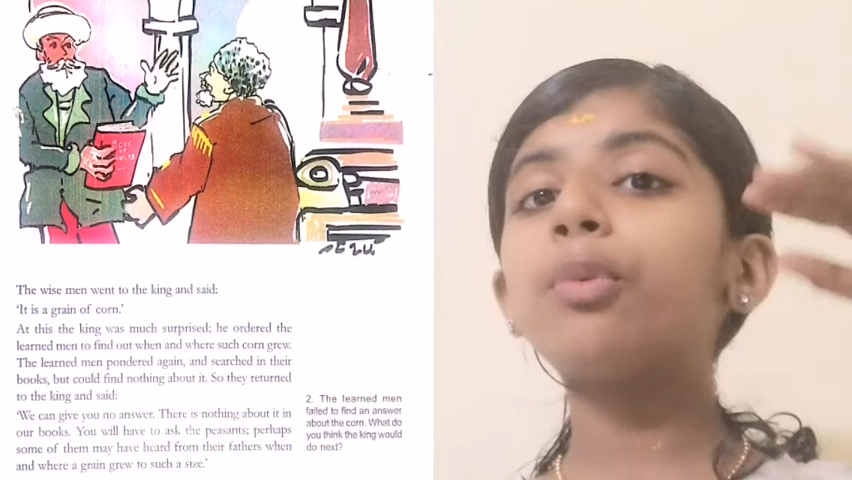 The wise men went to the king and said:
'It is a grain of corn.'
At this the king was much surprised; he ordered the
learned men to find out when and where such corn grew.
The learned men pondered again, and searched in their
books, but could find nothing about it. So they returned
to the king and said:
'We can give you no answer. There is nothing about it in
our books. You will have to ask the peasants; perhaps
some of them may have heard from their fathers when
and where a grain grew to such a size.'
2. The learned men
failed to find an answer
about the corn. What do
you think the king would
do next?